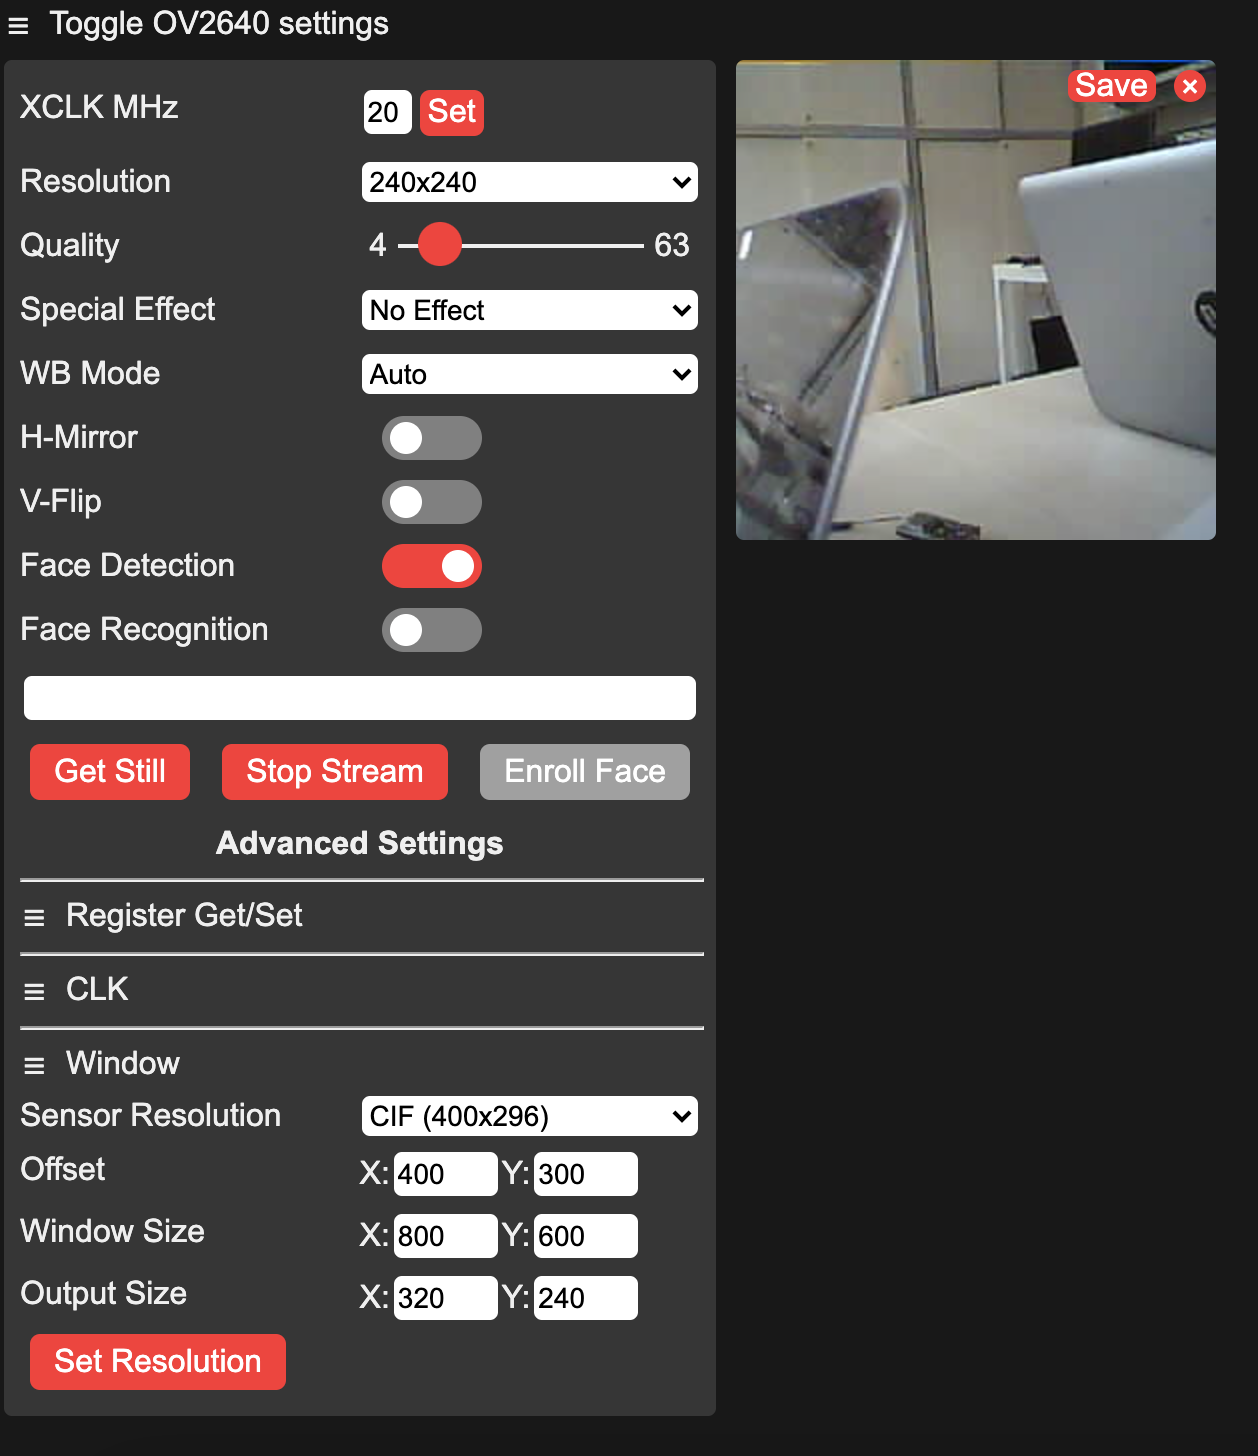 Toggle OV2640 settings
XCLK MHz 20 Set
Resolution 240x240
Quality 4 63
Special Effect No Effect
WB Mode Auto
H-Mirror
V-Flip
Face Detection
Face Recognition
Get Still Stop Stream Enroll Face
Advanced Settings
Register Get/Set
CLK
Window
Sensor Resolution CIF (400x296)
Offset X: 400 Y: 300
Window Size X: 800 Y: 600
Output Size X: 320 Y: 240
Set Resolution
Save